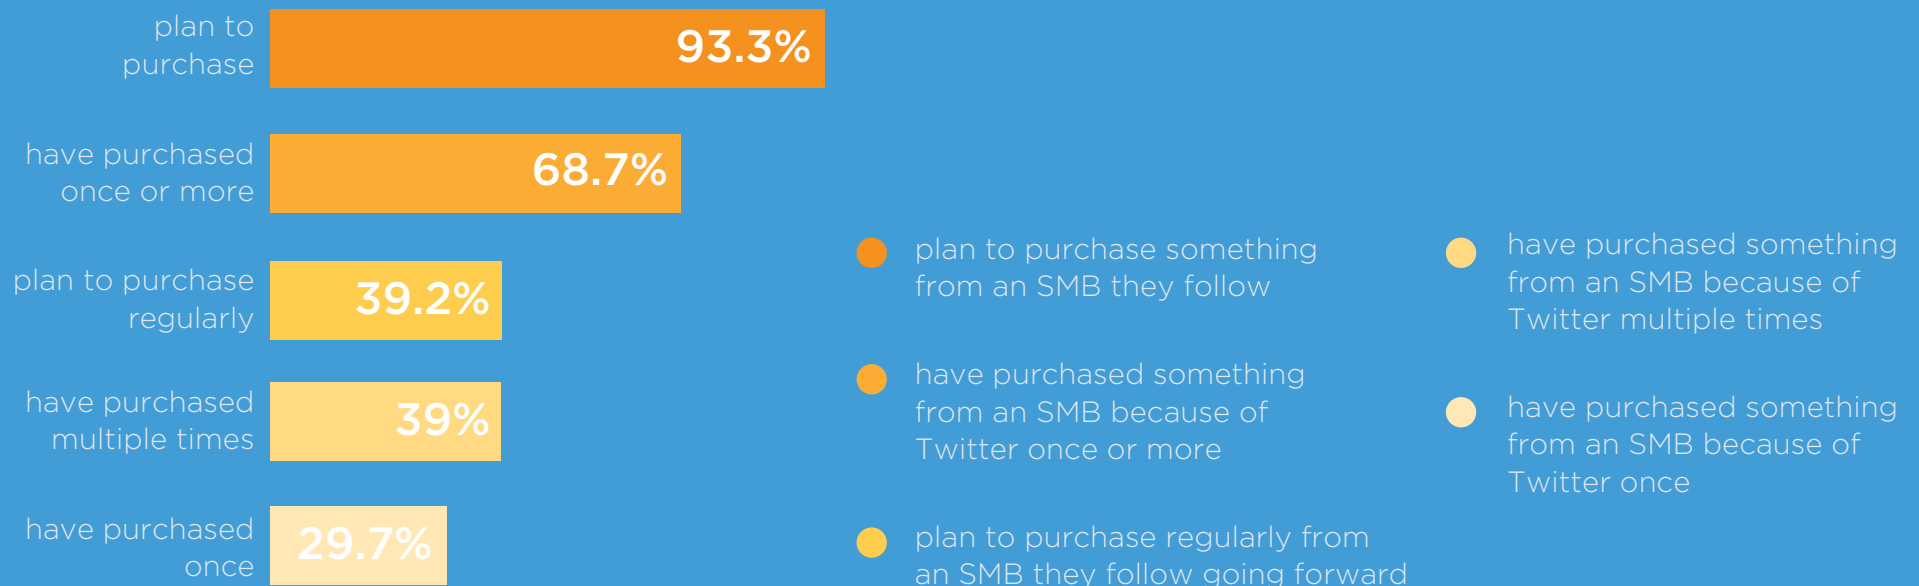 plan to
purchase
93.3%
have purchased
once or more
68.7%
plan to purchase
regularly
39.2%
have purchased
multiple times
39%
have purchased
once
29.7%
plan to purchase something
from an SMB they follow
have purchased something
from an SMB because of
Twitter once or more
plan to purchase regularly from
an SMB they follow going forward
have purchased something
from an SMB because of
Twitter multiple times
have purchased something
from an SMB because of
Twitter once